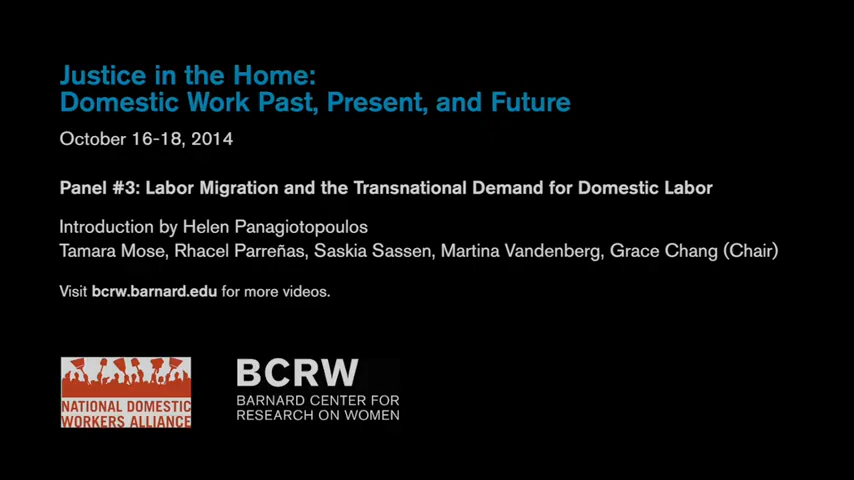 Justice in the Home:
Domestic Work Past, Present, and Future
October 16-18, 2014
Panel #3: Labor Migration and the Transnational Demand for Domestic Labor
Introduction by Helen Panagiotopoulos
Tamara Mose, Rhacel Parreñas, Saskia Sassen, Martina Vandenberg, Grace Chang (Chair)
Visit bcrw.barnard.edu for more videos.
NATIONAL DOMESTIC
WORKERS ALLIANCE
BCRW
BARNARD CENTER FOR
RESEARCH ON WOMEN